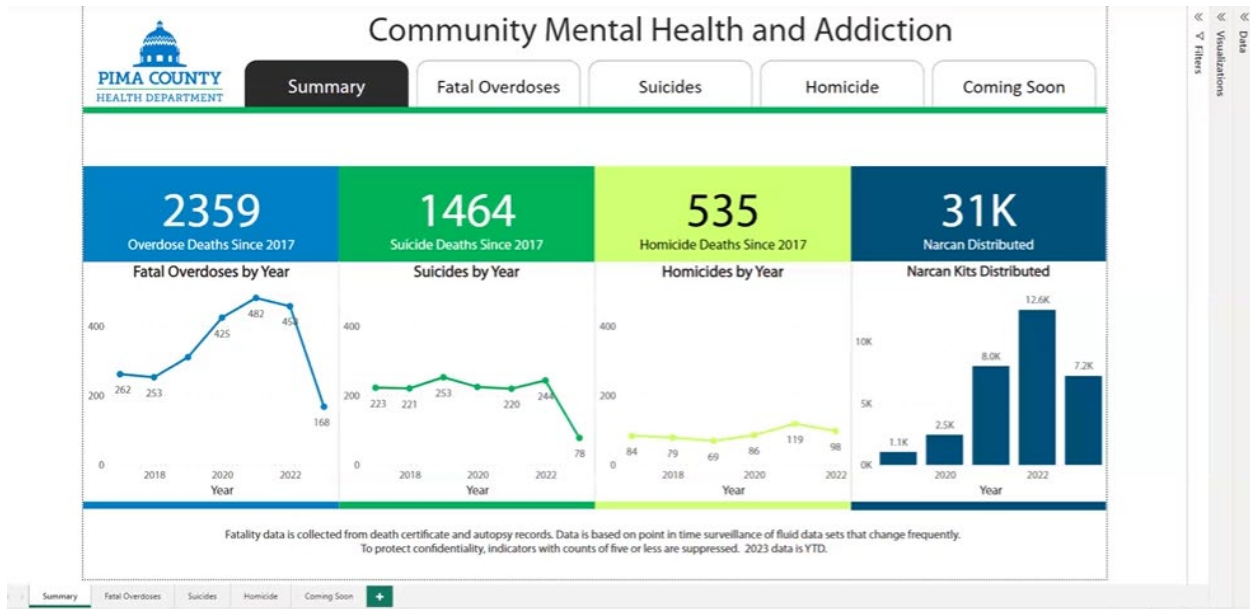 Community Mental Health and Addiction
PIMA COUNTY
HEALTH DEPARTMENT
Summary
Fatal Overdoses
Suicides
Homicide
Coming Soon
Filters
Visualizations
Data
2359
Overdose Deaths Since 2017
1464
Suicide Deaths Since 2017
535
Homicide Deaths Since 2017
31K
Narcan Distributed
Fatal Overdoses by Year
400
200
0
262
253
425
482
168
2018
2020
2022
Year
Suicides by Year
400
200
0
223
221
253
220
244
78
2018
2020
2022
Year
Homicides by Year
400
200
0
84
79
69
86
119
98
2018
2020
2022
Year
Narcan Kits Distributed
10K
5K
0K
1.1K
2.5K
8.0K
12.6K
7.2K
2020
2022
Year
Fatality data is collected from death certificate and autopsy records. Data is based on point in time surveillance of fluid data sets that change frequently.
To protect confidentiality, indicators with counts of five or less are suppressed. 2023 data is YTD.
Summary
Fatal Overdoses
Suicides
Homicide
Coming Soon
+